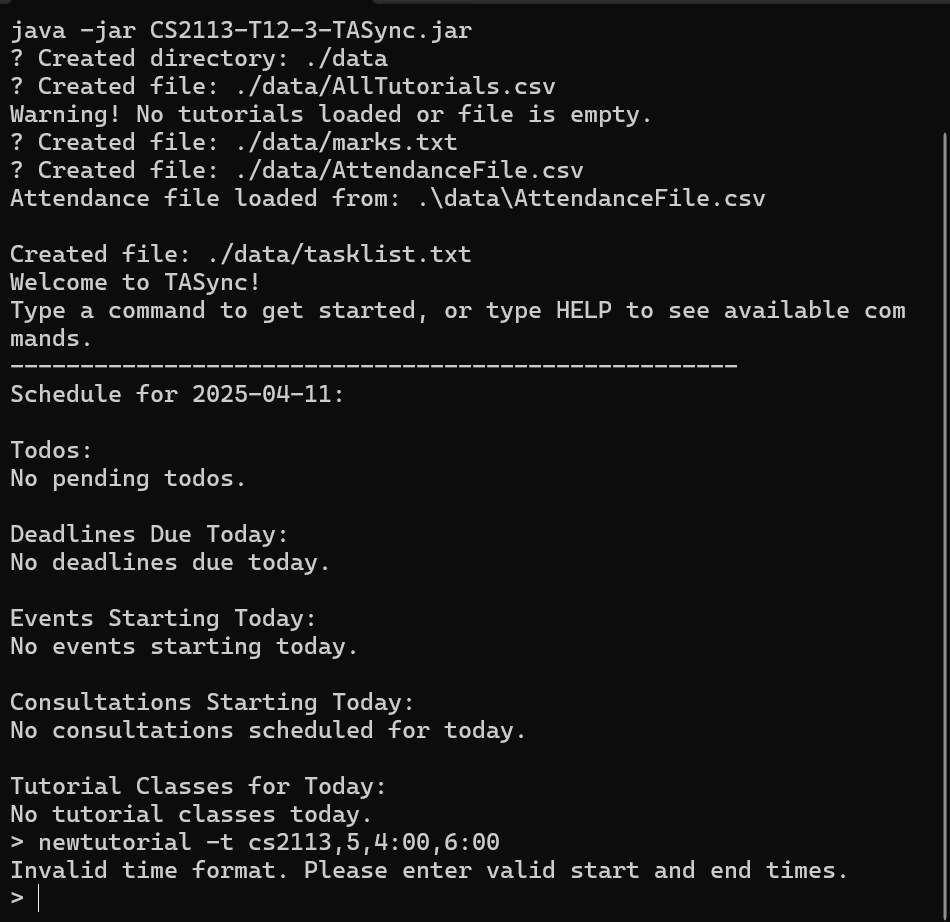 java -jar CS2113-T12-3-TASync.jar
? Created directory: ./data
? Created file: ./data/AllTutorials.csv
Warning! No tutorials loaded or file is empty.
? Created file: ./data/marks.txt
? Created file: ./data/AttendanceFile.csv
Attendance file loaded from: .\data\AttendanceFile.csv

Created file: ./data/tasklist.txt
Welcome to TASync!
Type a command to get started, or type HELP to see available com
mands.
----------------------------------------------------
Schedule for 2025-04-11:

Todos:
No pending todos.

Deadlines Due Today:
No deadlines due today.

Events Starting Today:
No events starting today.

Consultations Starting Today:
No consultations scheduled for today.

Tutorial Classes for Today:
No tutorial classes today.
> newtutorial -t cs2113,5,4:00,6:00
Invalid time format. Please enter valid start and end times.
>